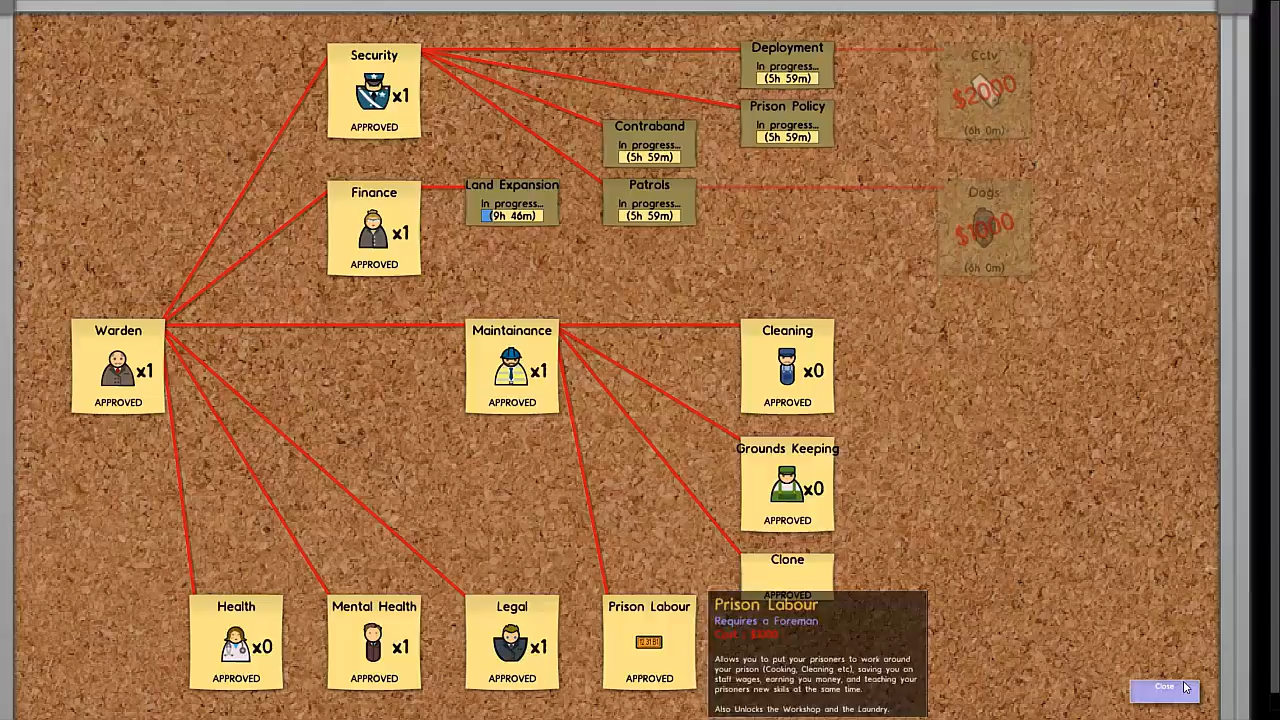 Security
x1
APPROVED
Deployment
In progress...
(5h 59m)
Cctv
$2000
(6h 0m)
Prison Policy
In progress...
(5h 59m)
Contraband
In progress...
(5h 59m)
Finance
x1
APPROVED
Land Expansion
In progress...
(9h 46m)
Patrols
In progress...
(5h 59m)
Dogs
$1000
(6h 0m)
Warden
x1
APPROVED
Maintainance
x1
APPROVED
Cleaning
x0
APPROVED
Grounds Keeping
x0
APPROVED
Clone
APPROVED
Health
x0
APPROVED
Mental Health
x1
APPROVED
Legal
x1
APPROVED
Prison Labour
APPROVED
Prison Labour
Requires a Foreman
Allows you to put your prisoners to work around
your prison (Cooking, Cleaning etc), saving you on
staff wages, earning you money, and teaching your
prisoners new skills at the same time.
Also Unlocks the Workshop and the Laundry.
Close